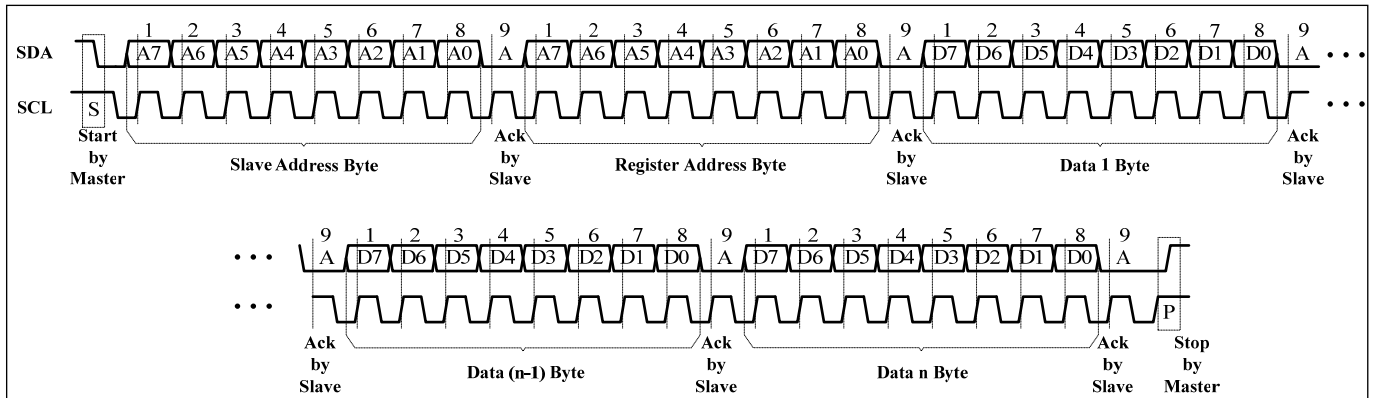 1 2 3 4 5 6 7 8 9 1 2 3 4 5 6 7 8 9 1 2 3 4 5 6 7 8 9
SDA A7 A6 A5 A4 A3 A2 A1 A0 A A7 A6 A5 A4 A3 A2 A1 A0 A D7 D6 D5 D4 D3 D2 D1 D0 A • • •
SCL S • • •
Start by Master
Slave Address Byte
Ack by Slave
Register Address Byte
Ack by Slave
Data 1 Byte
Ack by Slave
9 1 2 3 4 5 6 7 8 9 1 2 3 4 5 6 7 8 9
• • • A D7 D6 D5 D4 D3 D2 D1 D0 A D7 D6 D5 D4 D3 D2 D1 D0 A
• • • P
Ack by Slave
Data (n-1) Byte
Ack by Slave
Data n Byte
Ack by Slave
Stop by Master